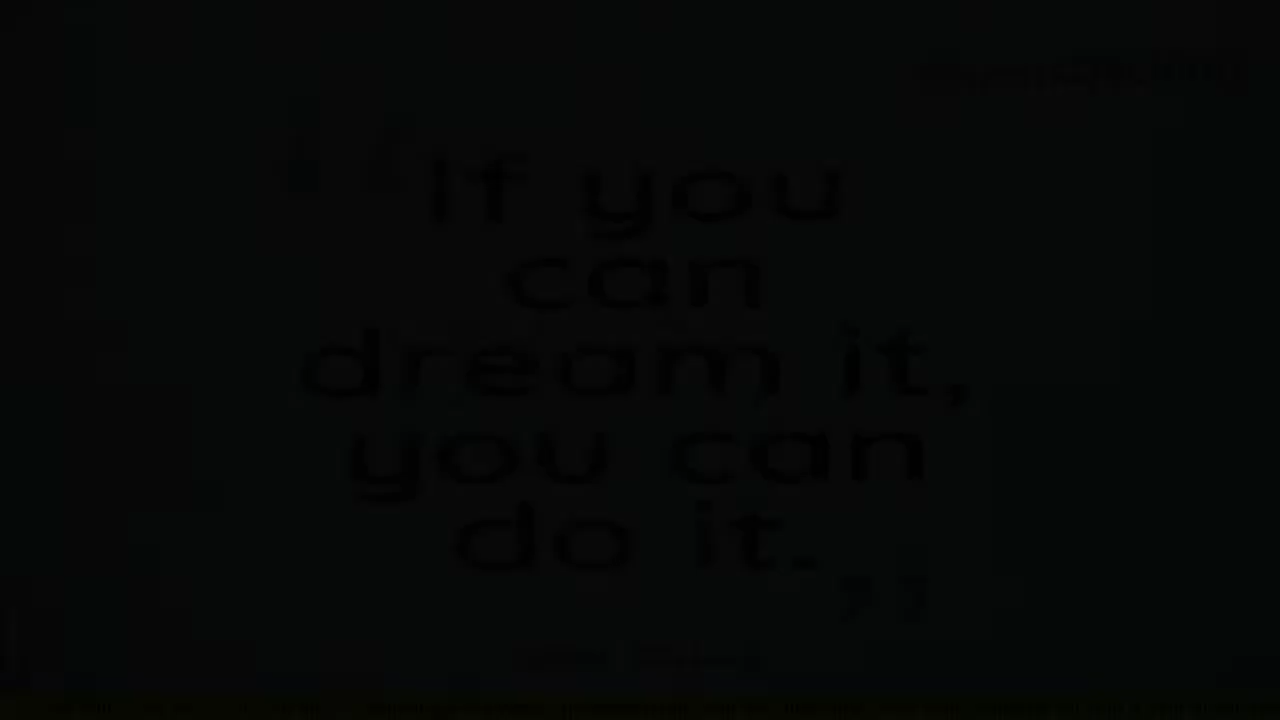 “If you
can
dream it,
you can
do it.”